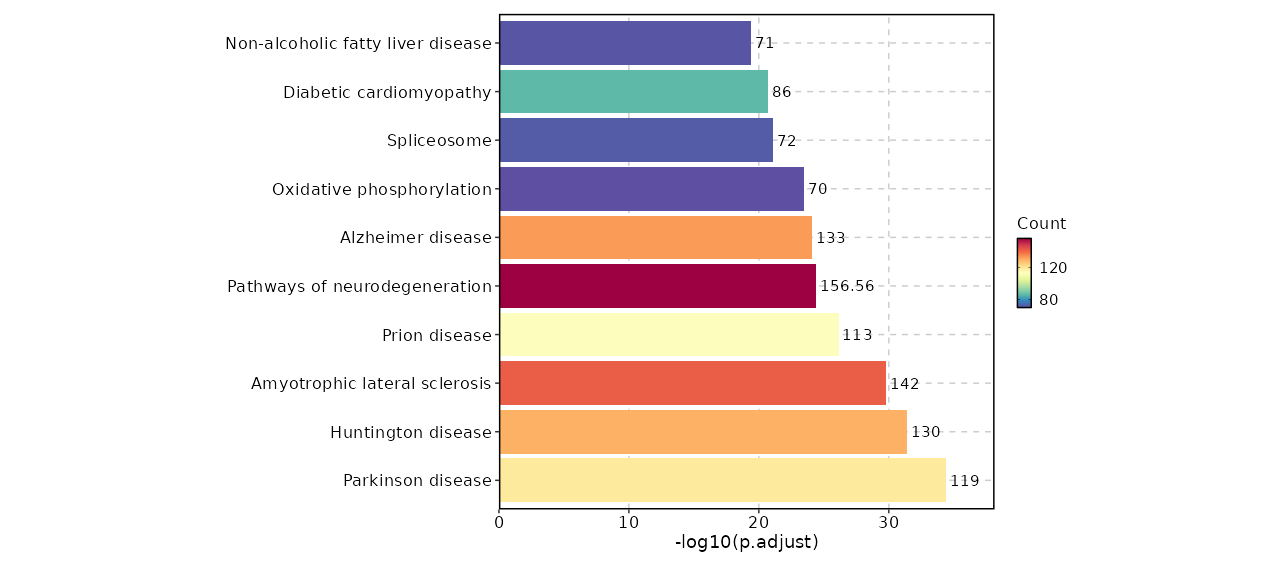 Non-alcoholic fatty liver disease 71
Diabetic cardiomyopathy 86
Spliceosome 72
Oxidative phosphorylation 70
Alzheimer disease 133
Pathways of neurodegeneration 156.56
Prion disease 113
Amyotrophic lateral sclerosis 142
Huntington disease 130
Parkinson disease 119
0 10 20 30
-log10(p.adjust)
Count
120
80